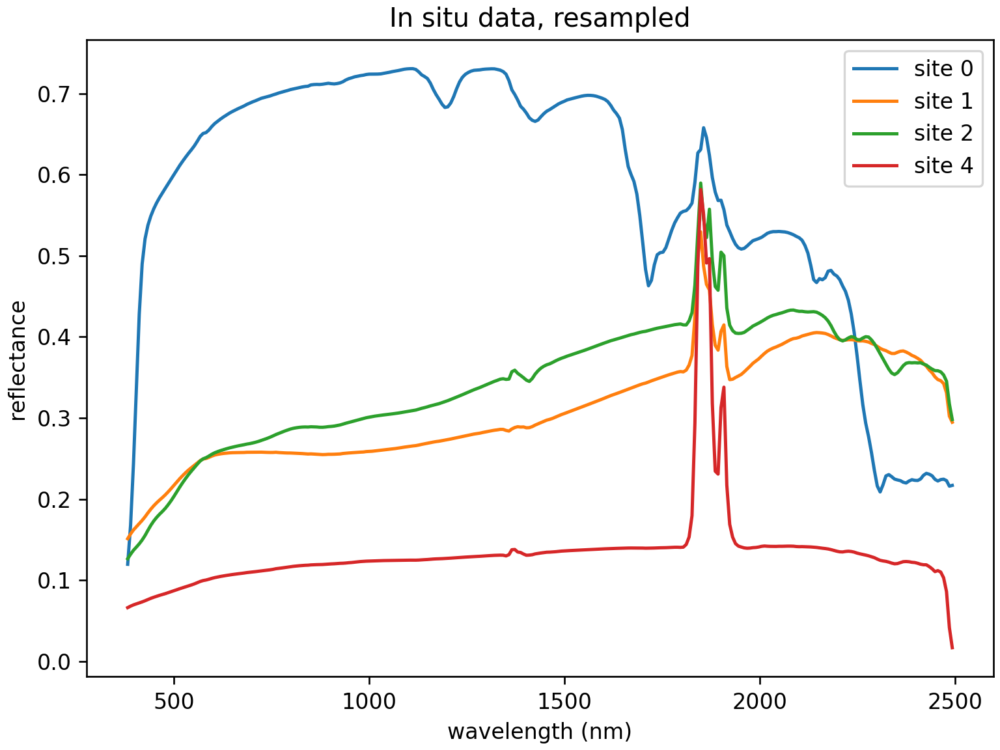 In situ data, resampled
site 0
site 1
site 2
site 4
reflectance
0.7
0.6
0.5
0.4
0.3
0.2
0.1
0.0
500
1000
1500
2000
2500
wavelength (nm)